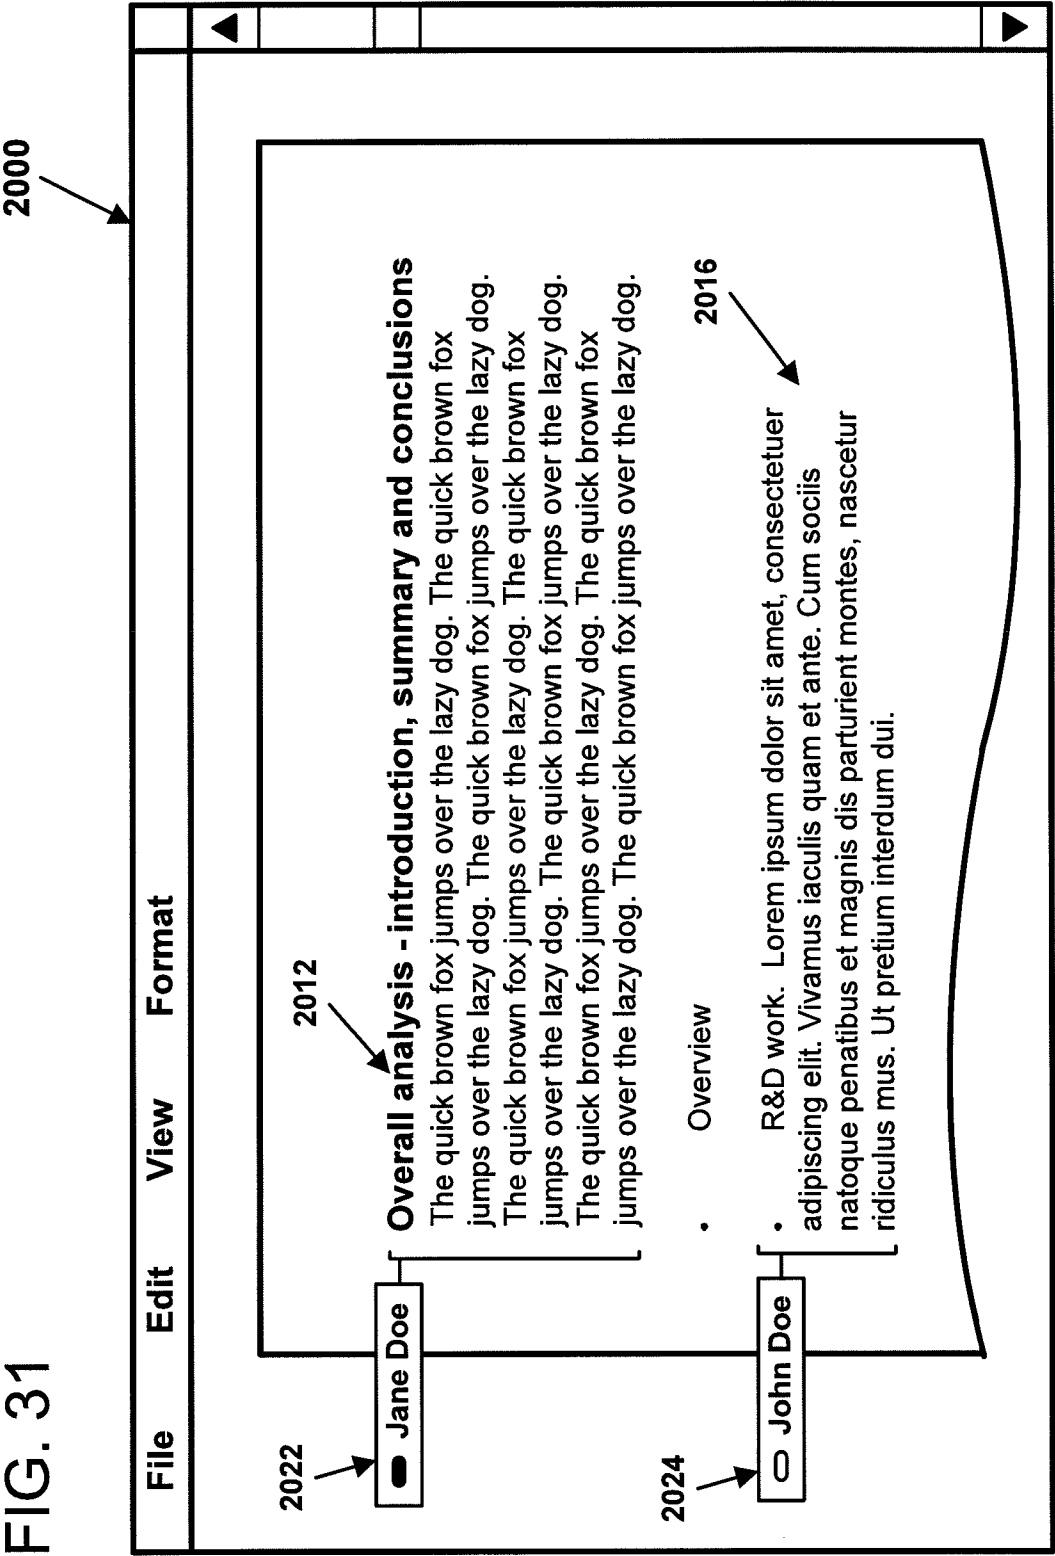 FIG. 31
2000
File Edit View Format
2012
2022
Jane Doe
Overall analysis - introduction, summary and conclusions
The quick brown fox jumps over the lazy dog. The quick brown fox
jumps over the lazy dog. The quick brown fox jumps over the lazy dog.
The quick brown fox jumps over the lazy dog. The quick brown fox
jumps over the lazy dog. The quick brown fox jumps over the lazy dog.
The quick brown fox jumps over the lazy dog. The quick brown fox
jumps over the lazy dog. The quick brown fox jumps over the lazy dog.
• Overview
2016
2024
John Doe
• R&D work. Lorem ipsum dolor sit amet, consectetuer
adipiscing elit. Vivamus iaculis quam et ante. Cum sociis
natoque penatibus et magnis dis parturient montes, nascetur
ridiculus mus. Ut pretium interdum dui.